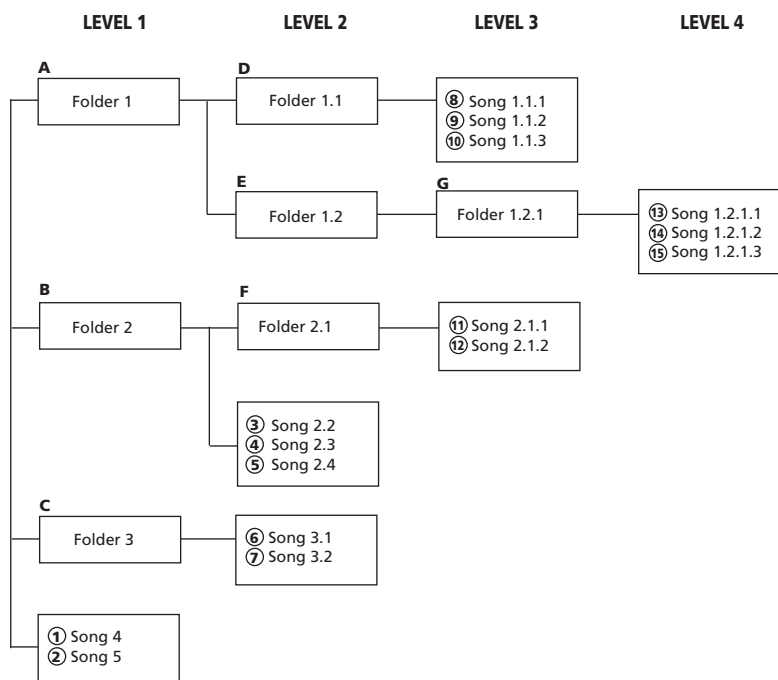 LEVEL 1 LEVEL 2 LEVEL 3 LEVEL 4
A
Folder 1
D
Folder 1.1
8 Song 1.1.1
9 Song 1.1.2
10 Song 1.1.3
E
Folder 1.2
G
Folder 1.2.1
13 Song 1.2.1.1
14 Song 1.2.1.2
15 Song 1.2.1.3
B
Folder 2
F
Folder 2.1
11 Song 2.1.1
12 Song 2.1.2
3 Song 2.2
4 Song 2.3
5 Song 2.4
C
Folder 3
6 Song 3.1
7 Song 3.2
1 Song 4
2 Song 5